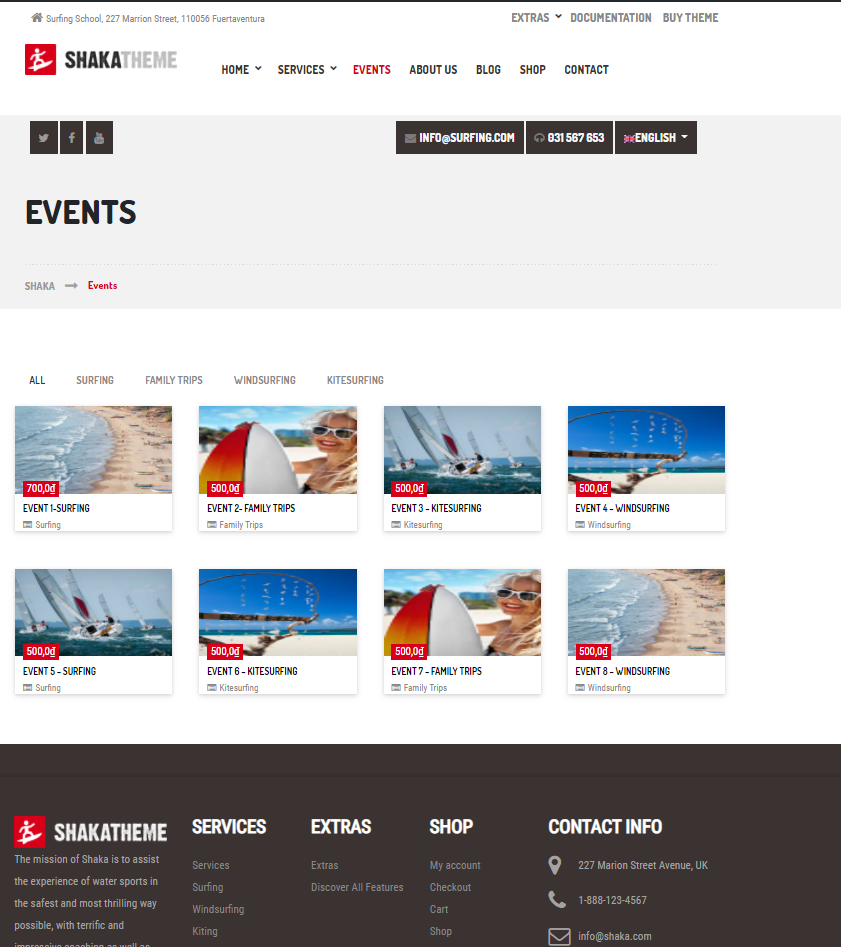 Surfing School, 227 Marrion Street, 110056 Fuertaventura
EXTRAS DOCUMENTATION BUY THEME
SHAKATHEME
HOME SERVICES EVENTS ABOUT US BLOG SHOP CONTACT
INFO@SURFING.COM 031 567 653 ENGLISH
EVENTS
SHAKA Events
ALL SURFING FAMILY TRIPS WINDSURFING KITESURFING
700,0₫ 500,0₫ 500,0₫ 500,0₫
EVENT 1-SURFING EVENT 2- FAMILY TRIPS EVENT 3 – KITESURFING EVENT 4 – WINDSURFING
Surfing Family Trips Kitesurfing Windsurfing
500,0₫ 500,0₫ 500,0₫ 500,0₫
EVENT 5 – SURFING EVENT 6 – KITESURFING EVENT 7 – FAMILY TRIPS EVENT 8 – WINDSURFING
Surfing Kitesurfing Family Trips Windsurfing
SHAKATHEME
The mission of Shaka is to assist
the experience of water sports in
the safest and most thrilling way
possible, with terrific and
impressive coaching as well as
SERVICES
Services
Surfing
Windsurfing
Kiting
EXTRAS
Extras
Discover All Features
SHOP
My account
Checkout
Cart
Shop
CONTACT INFO
227 Marion Street Avenue, UK
1-888-123-4567
info@shaka.com